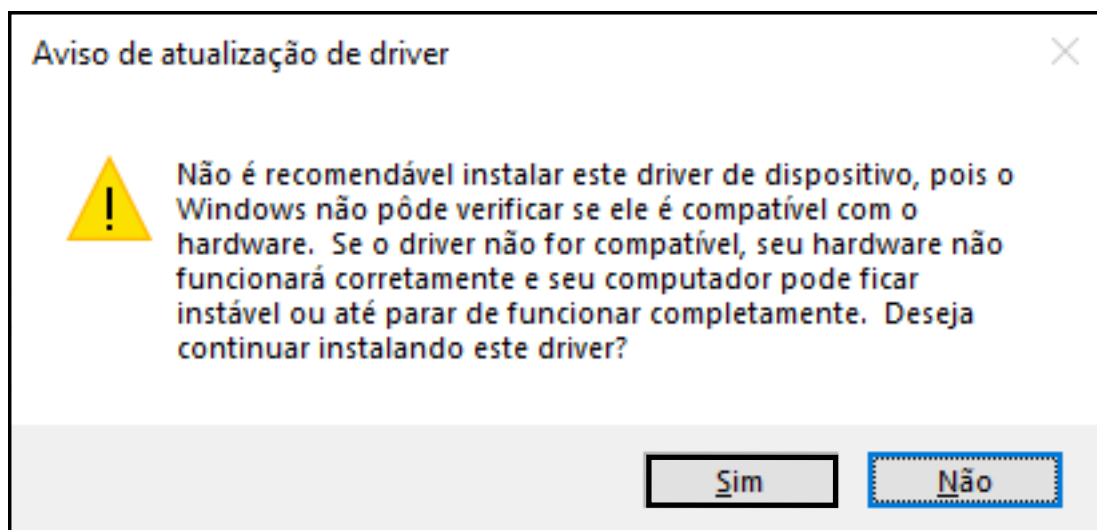 Aviso de atualização de driver
Não é recomendável instalar este driver de dispositivo, pois o
Windows não pôde verificar se ele é compatível com o
hardware.  Se o driver não for compatível, seu hardware não
funcionará corretamente e seu computador pode ficar
instável ou até parar de funcionar completamente.  Deseja
continuar instalando este driver?
Sim
Não